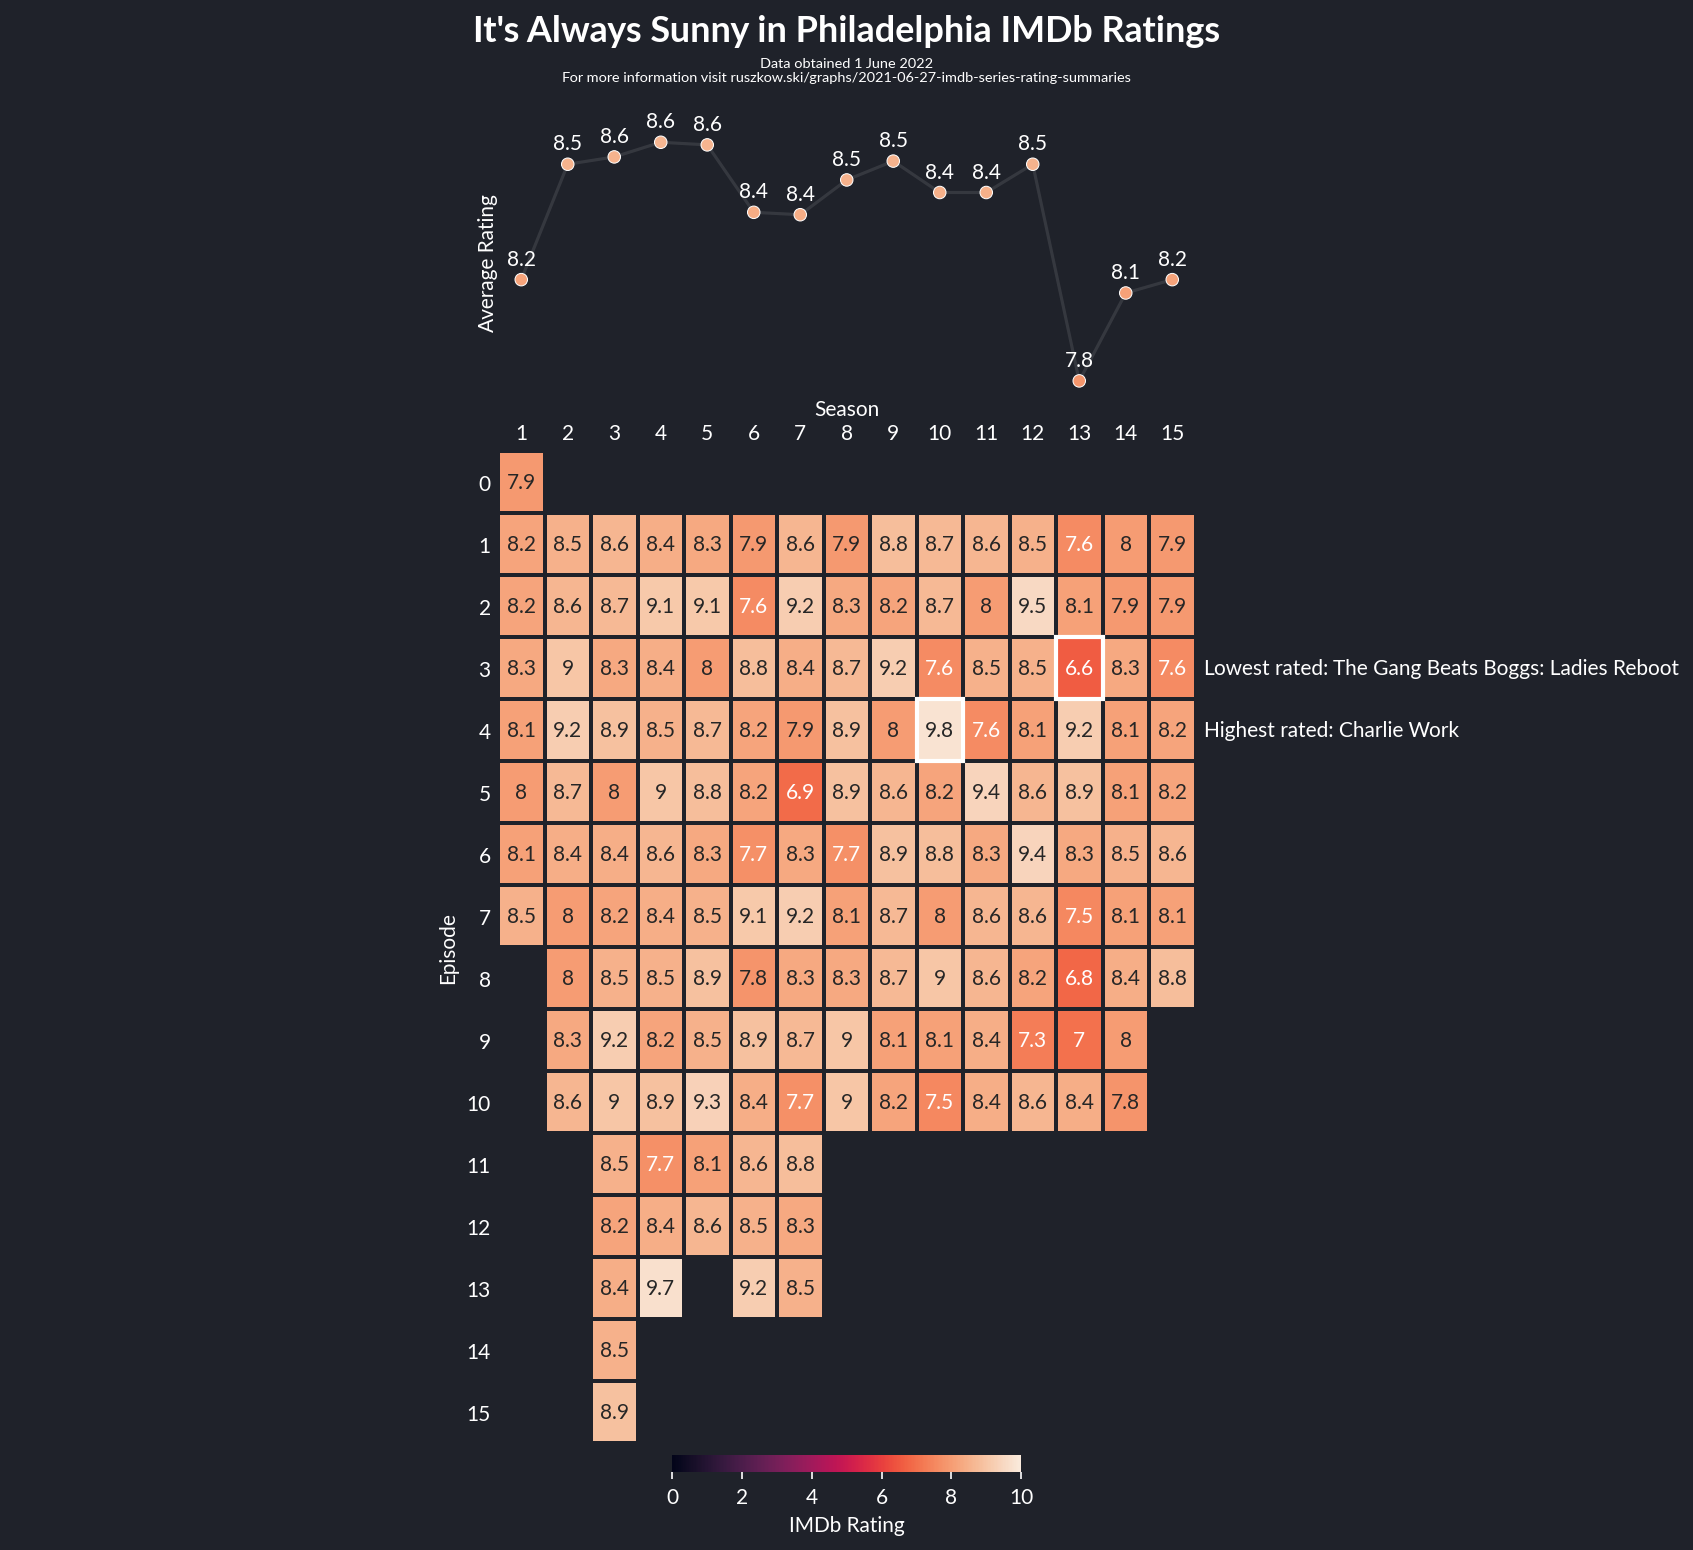 It's Always Sunny in Philadelphia IMDb Ratings
Data obtained 1 June 2022
For more information visit ruszkow.ski/graphs/2021-06-27-imdb-series-rating-summaries
8.2 8.5 8.6 8.6 8.6 8.4 8.4 8.5 8.5 8.4 8.4 8.5 7.8 8.1 8.2
Average Rating
Season
1 2 3 4 5 6 7 8 9 10 11 12 13 14 15
0 7.9
1 8.2 8.5 8.6 8.4 8.3 7.9 8.6 7.9 8.8 8.7 8.6 8.5 7.6 8 7.9
2 8.2 8.6 8.7 9.1 9.1 7.6 9.2 8.3 8.2 8.7 8 9.5 8.1 7.9 7.9
3 8.3 9 8.3 8.4 8 8.8 8.4 8.7 9.2 7.6 8.5 8.5 6.6 8.3 7.6 Lowest rated: The Gang Beats Boggs: Ladies Reboot
4 8.1 9.2 8.9 8.5 8.7 8.2 7.9 8.9 8 9.8 7.6 8.1 9.2 8.1 8.2 Highest rated: Charlie Work
5 8 8.7 8 9 8.8 8.2 6.9 8.9 8.6 8.2 9.4 8.6 8.9 8.1 8.2
6 8.1 8.4 8.4 8.6 8.3 7.7 8.3 7.7 8.9 8.8 8.3 9.4 8.3 8.5 8.6
7 8.5 8 8.2 8.4 8.5 9.1 9.2 8.1 8.7 8 8.6 8.6 7.5 8.1 8.1
Episode
8 8 8.5 8.5 8.9 7.8 8.3 8.3 8.7 9 8.6 8.2 6.8 8.4 8.8
9 8.3 9.2 8.2 8.5 8.9 8.7 9 8.1 8.1 8.4 7.3 7 8
10 8.6 9 8.9 9.3 8.4 7.7 9 8.2 7.5 8.4 8.6 8.4 7.8
11 8.5 7.7 8.1 8.6 8.8
12 8.2 8.4 8.6 8.5 8.3
13 8.4 9.7 9.2 8.5
14 8.5
15 8.9
0 2 4 6 8 10
IMDb Rating